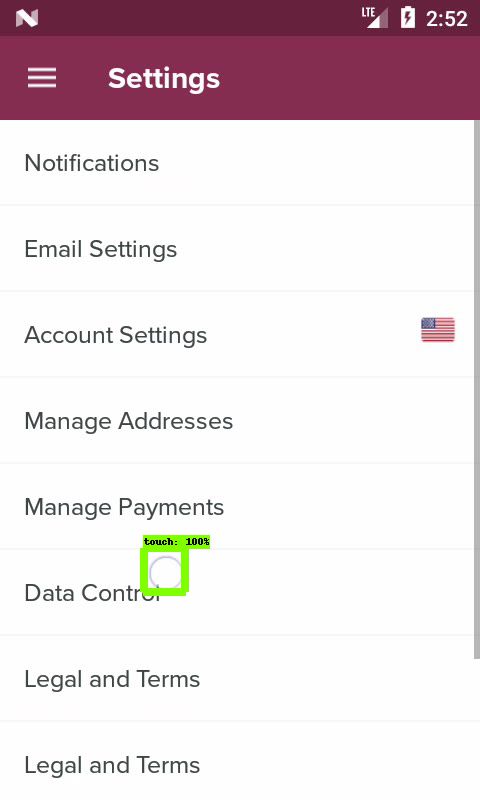 LTE 2:52
Settings
Notifications
Email Settings
Account Settings
Manage Addresses
Manage Payments
touch: 100%
Data Control
Legal and Terms
Legal and Terms